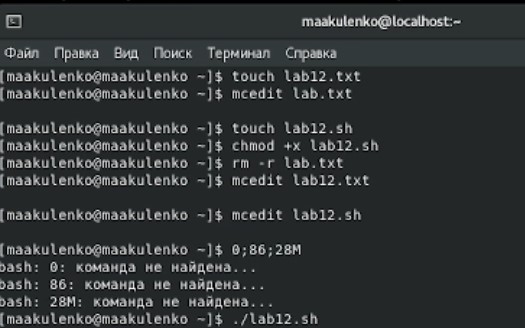 maakulenko@localhost:~
Файл Правка Вид Поиск Терминал Справка
[maakulenko@maakulenko ~]$ touch lab12.txt
[maakulenko@maakulenko ~]$ mcedit lab.txt
[maakulenko@maakulenko ~]$ touch lab12.sh
[maakulenko@maakulenko ~]$ chmod +x lab12.sh
[maakulenko@maakulenko ~]$ rm -r lab.txt
[maakulenko@maakulenko ~]$ mcedit lab12.txt
[maakulenko@maakulenko ~]$ mcedit lab12.sh
[maakulenko@maakulenko ~]$ 0;86;28M
bash: 0: команда не найдена...
bash: 86: команда не найдена...
bash: 28M: команда не найдена...
[maakulenko@maakulenko ~]$ ./lab12.sh